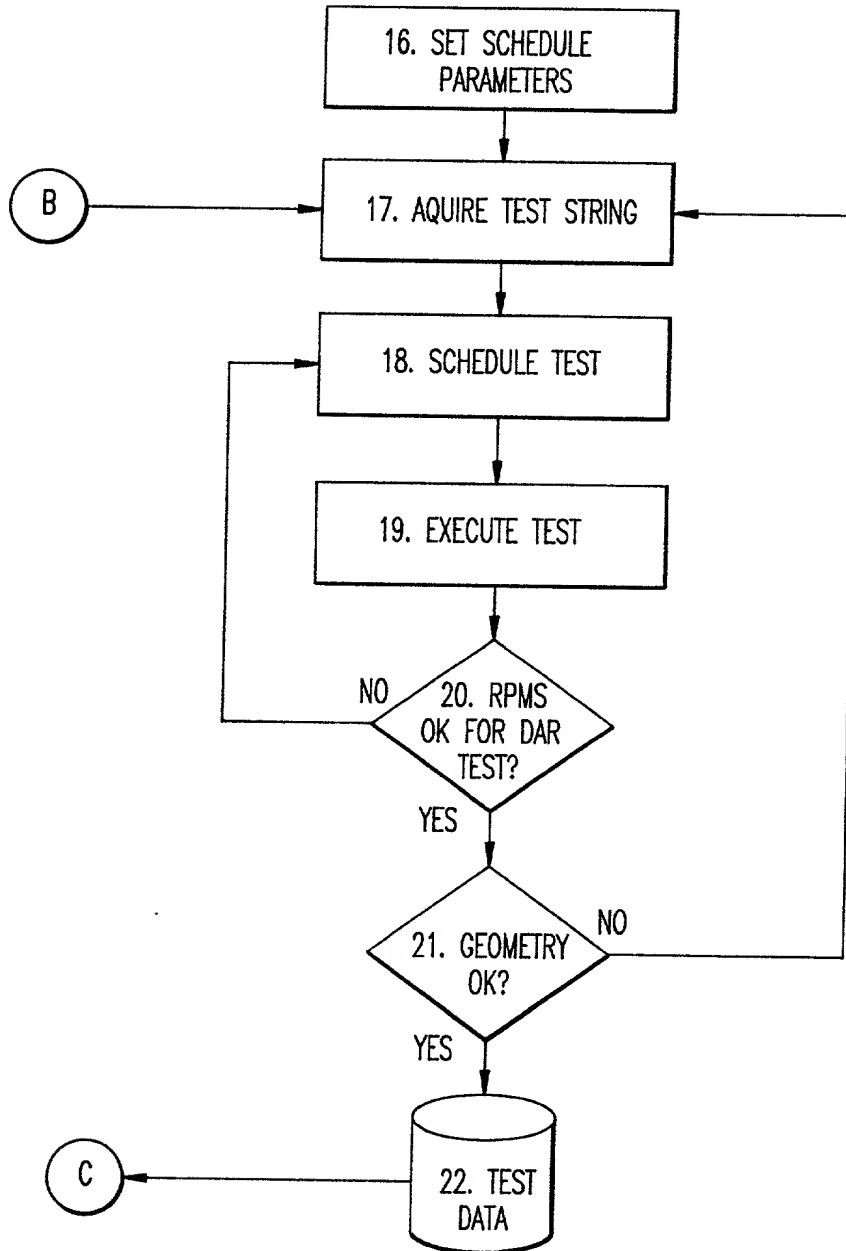 16. SET SCHEDULE
PARAMETERS
B
17. AQUIRE TEST STRING
18. SCHEDULE TEST
19. EXECUTE TEST
NO
20. RPMS
OK FOR DAR
TEST?
YES
NO
21. GEOMETRY
OK?
YES
C
22. TEST
DATA